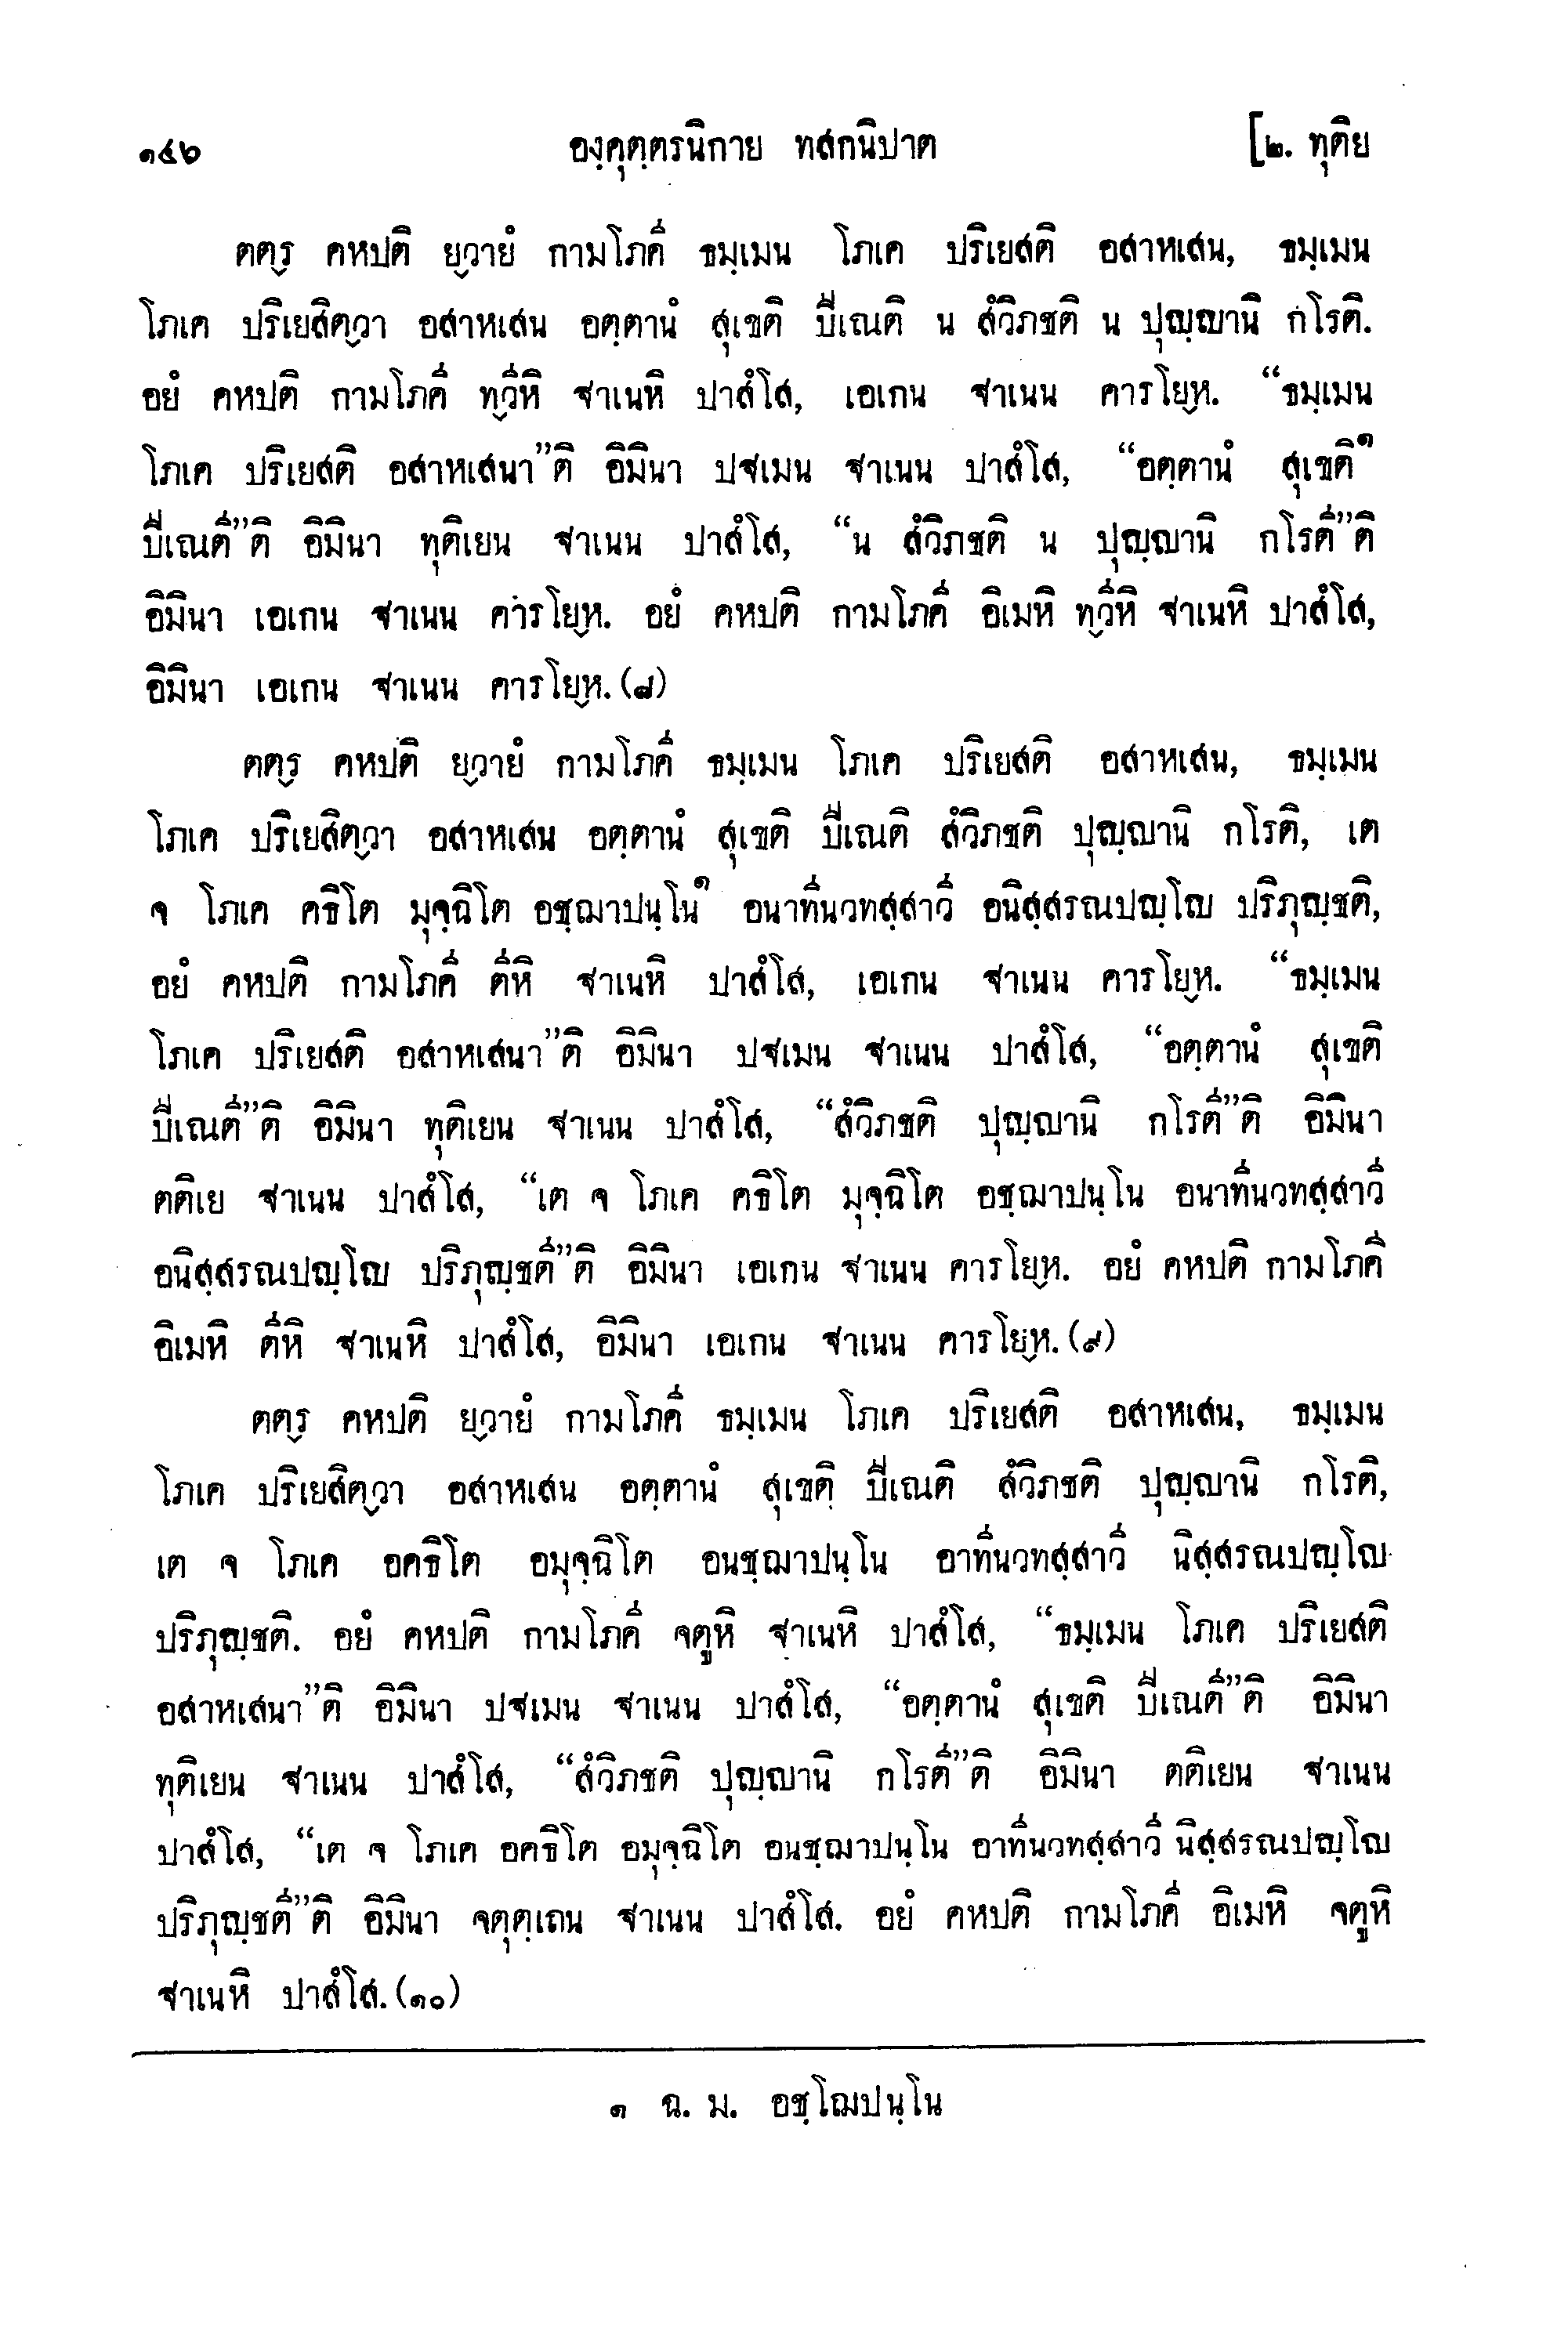 ๑๔๖ องฺคุตฺตรนิกาย ทสกนิปาต [๒. ทุติย
ตต๎ร คหปติ ย๎วายํ กามโภคี ธมฺเมน โภเค ปริเยสติ อสาหเสน, ธมฺเมน
โภเค ปริเยสิต๎วา อสาหเสน อตฺตานํ สุเขติ ปีเณติ น สํวิภชติ น ปุญฺญานิ กโรติ.
อยํ คหปติ กามโภคี ท๎วีหิ ฐาเนหิ ปาสํโส, เอเกน ฐาเนน คารโย๎ห. “ธมฺเมน
โภเค ปริเยสติ อสาหเสนา”ติ อิมินา ปฐเมน ฐาเนน ปาสํโส, “อตฺตานํ สุเขติ๑
ปีเณตี”ติ อิมินา ทุติเยน ฐาเนน ปาสํโส, “น สํวิภชติ น ปุญฺญานิ กโรตี”ติ
อิมินา เอเกน ฐาเนน คารโย๎ห. อยํ คหปติ กามโภคี อิเมหิ ท๎วีหิ ฐาเนหิ ปาสํโส,
อิมินา เอเกน ฐาเนน คารโย๎ห.(๘)
ตต๎ร คหปติ ย๎วายํ กามโภคี ธมฺเมน โภเค ปริเยสติ อสาหเสน, ธมฺเมน
โภเค ปริเยสิต๎วา อสาหเสน อตฺตานํ สุเขติ ปีเณติ สํวิภชติ ปุญฺญานิ กโรติ, เต
จ โภเค คธิโต มุจฺฉิโต อชฺฌาปนฺโน๑ อนาทีนวทสฺสาวี อนิสฺสรณปญฺโญ ปริภุญฺชติ,
อยํ คหปติ กามโภคี ตีหิ ฐาเนหิ ปาสํโส, เอเกน ฐาเนน คารโย๎ห. “ธมฺเมน
โภเค ปริเยสติ อสาหเสนา”ติ อิมินา ปฐเมน ฐาเนน ปาสํโส, “อตฺตานํ สุเขติ
ปีเณตี”ติ อิมินา ทุติเยน ฐาเนน ปาสํโส, “สํวิภชติ ปุญฺญานิ กโรตี”ติ อิมินา
ตติเย ฐาเนน ปาสํโส, “เต จ โภเค คธิโต มุจฺฉิโต อชฺฌาปนฺโน อนาทีนวทสฺสาวี
อนิสฺสรณปญฺโญ ปริภุญฺชตี”ติ อิมินา เอเกน ฐาเนน คารโย๎ห. อยํ คหปติ กามโภคี
อิเมหิ ตีหิ ฐาเนหิ ปาสํโส, อิมินา เอเกน ฐาเนน คารโย๎ห.(๙)
ตต๎ร คหปติ ย๎วายํ กามโภคี ธมฺเมน โภเค ปริเยสติ อสาหเสน, ธมฺเมน
โภเค ปริเยสิต๎วา อสาหเสน อตฺตานํ สุเขติ ปีเณติ สํวิภชติ ปุญฺญานิ กโรติ,
เต จ โภเค อคธิโต อมุจฺฉิโต อนชฺฌาปนฺโน อาทีนวทสฺสาวี นิสฺสรณปญฺโญ
ปริภุญฺชติ. อยํ คหปติ กามโภคี จตูหิ ฐาเนหิ ปาสํโส, “ธมฺเมน โภเค ปริเยสติ
อสาหเสนา”ติ อิมินา ปฐเมน ฐาเนน ปาสํโส, “อตฺตานํ สุเขติ ปีเณตี”ติ อิมินา
ทุติเยน ฐาเนน ปาสํโส, “สํวิภชติ ปุญฺญานิ กโรตี”ติ อิมินา ตติเยน ฐาเนน
ปาสํโส, “เต จ โภเค อคธิโต อมุจฺฉิโต อนชฺฌาปนฺโน อาทีนวทสฺสาวี นิสฺสรณปญฺโญ
ปริภุญฺชตี”ติ อิมินา จตุตฺเถน ฐาเนน ปาสํโส. อยํ คหปติ กามโภคี อิเมหิ จตูหิ
ฐาเนหิ ปาสํโส.(๑๐)
๑ ฉ. ม. อชฺโฌปนฺโน